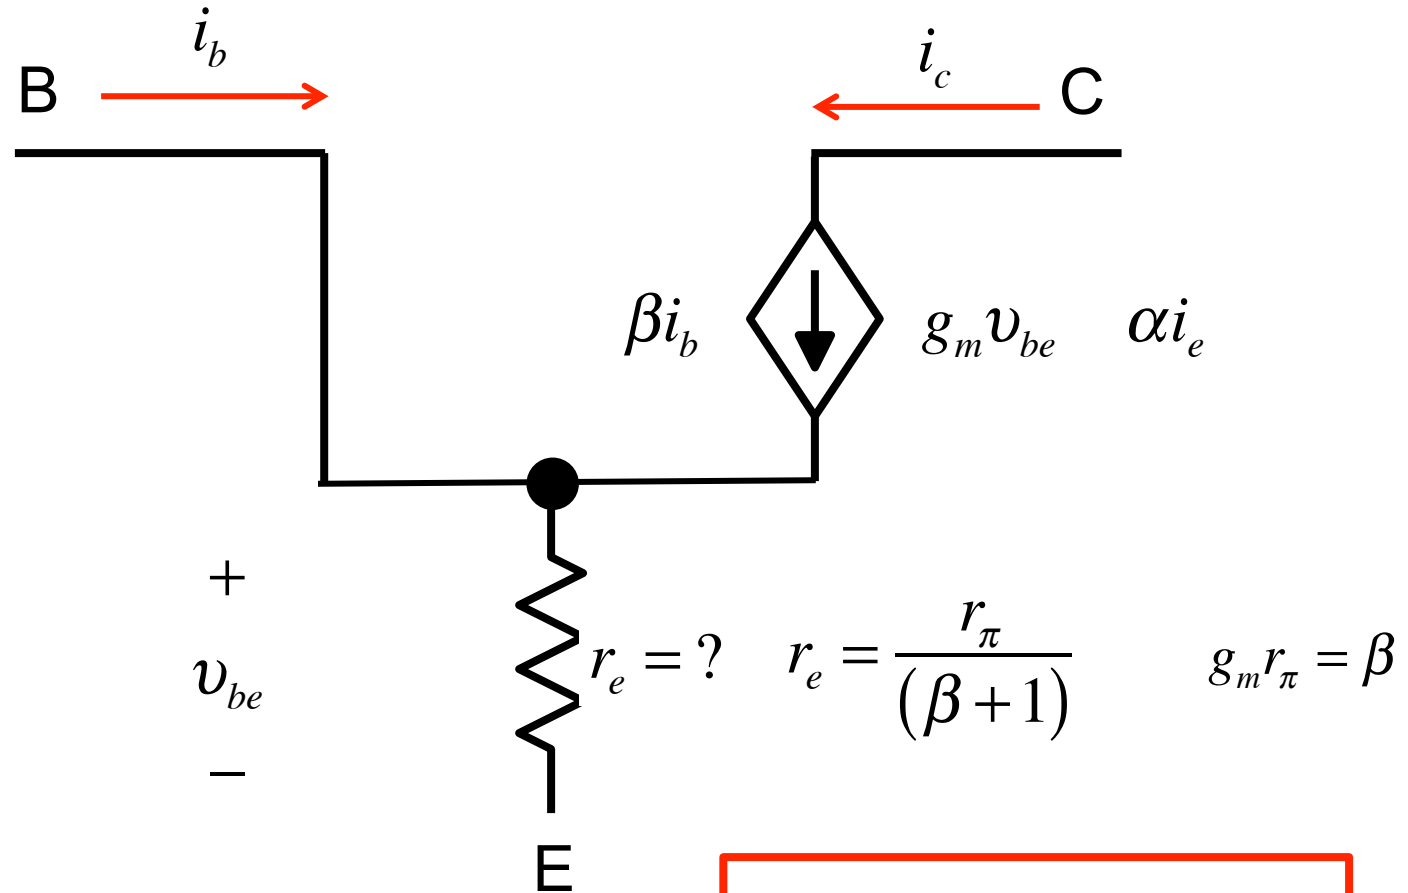 i_b
B
i_c
C
βi_b
g_m υ_be
αi_e
+
υ_be
−
r_e = ?
r_e = r_π / (β + 1)
g_m r_π = β
E